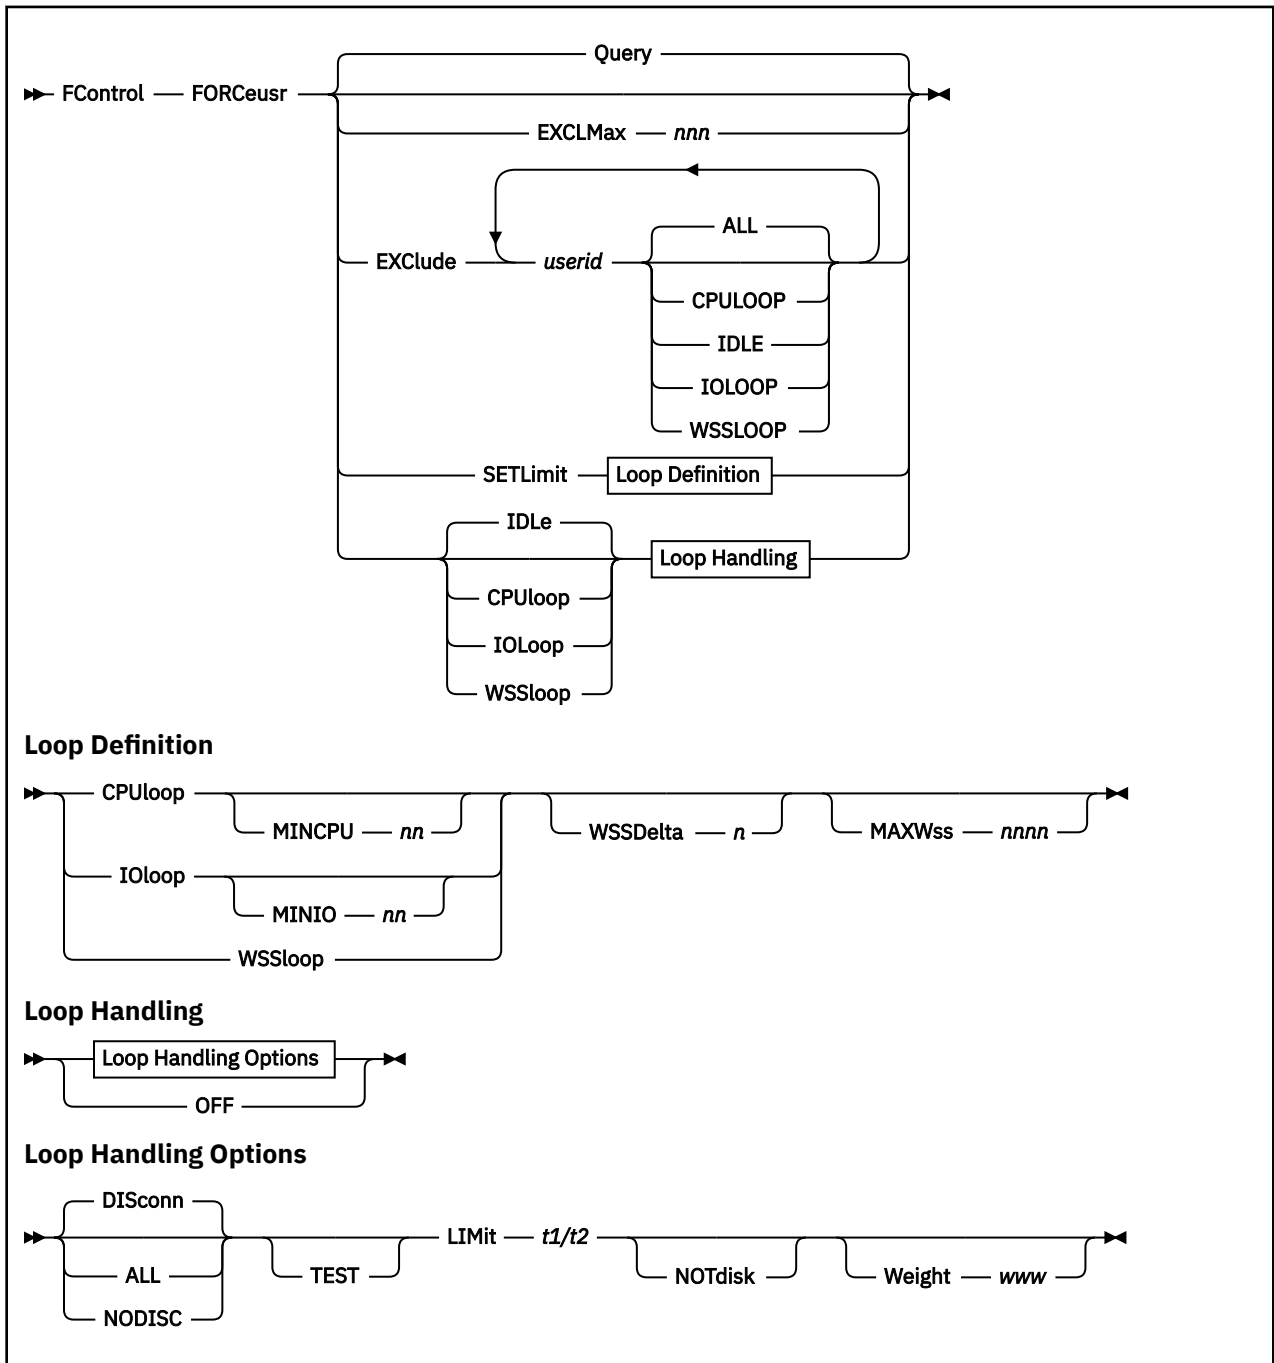 Query
FControl FORCeusr
EXCLMax nnn
ALL
EXClude userid
CPULOOP
IDLE
IOLOOP
WSSLOOP
SETLimit Loop Definition
IDLe
Loop Handling
CPUloop
IOLoop
WSSloop
Loop Definition
CPUloop
MINCPU nn WSSDelta n MAXWss nnnn
IOloop
MINIO nn
WSSloop
Loop Handling
Loop Handling Options
OFF
Loop Handling Options
DISconn
LIMit t1/t2
ALL TEST NOTdisk Weight www
NODISC